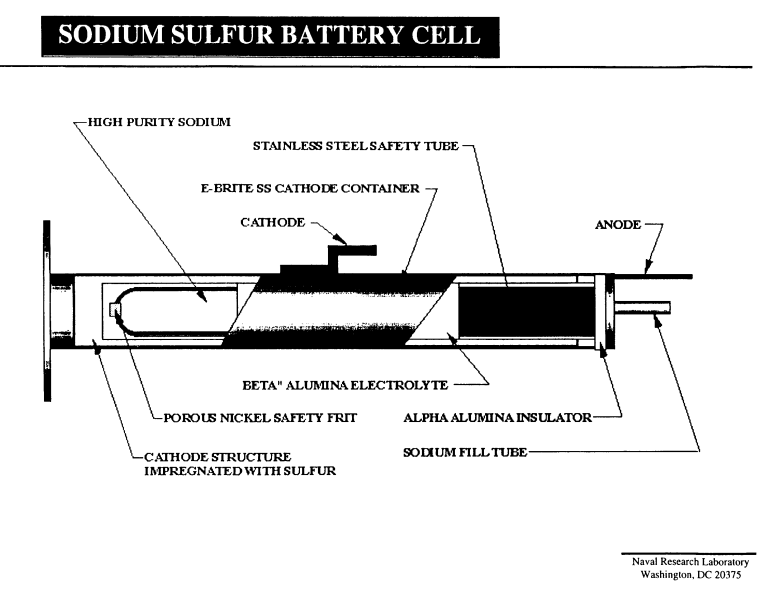 SODIUM SULFUR BATTERY CELL
HIGH PURITY SODIUM
STAINLESS STEEL SAFETY TUBE
E-BRITE SS CATHODE CONTAINER
CATHODE
ANODE
BETA" ALUMINA ELECTROLYTE
POROUS NICKEL SAFETY FRIT
ALPHA ALUMINA INSULATOR
CATHODE STRUCTURE
IMPREGNATED WITH SULFUR
SODIUM FILL TUBE
Naval Research Laboratory
Washington, DC 20375